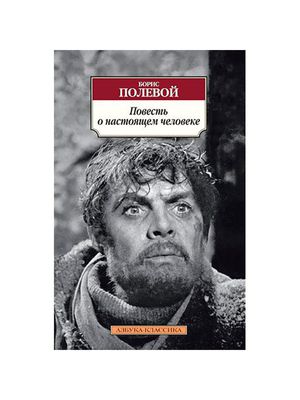 БОРИС
ПОЛЕВОЙ
Повесть
о настоящем человеке
АЗБУКА-КЛАССИКА